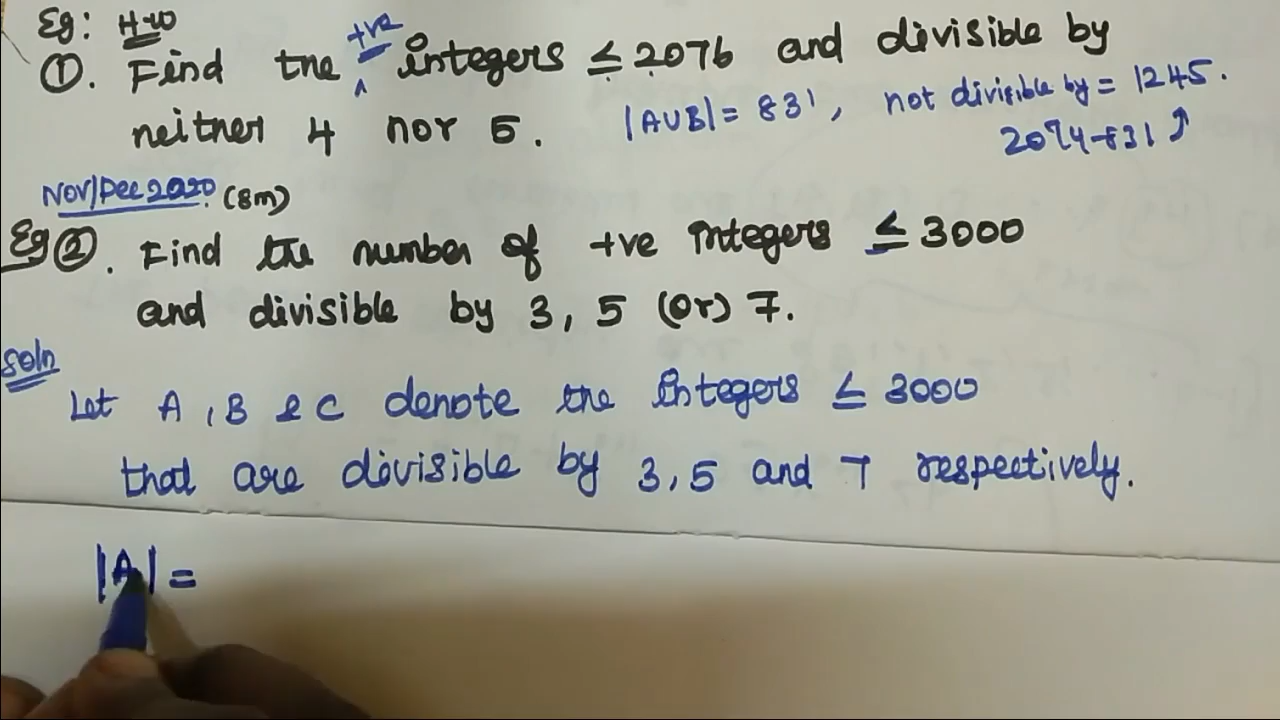 Eg: H.w
①. Find the +ve integers ≤ 2076 and divisible by
neither 4 nor 5. |AUB| = 831, not divisible by = 1245.
2074-831
Nov/Dec 2020 (8m)
Eg ②. Find the number of +ve integers ≤ 3000
and divisible by 3, 5 (or) 7.
Soln
Let A, B & C denote the integers ≤ 3000
that are divisible by 3, 5 and 7 respectively.
|A| =